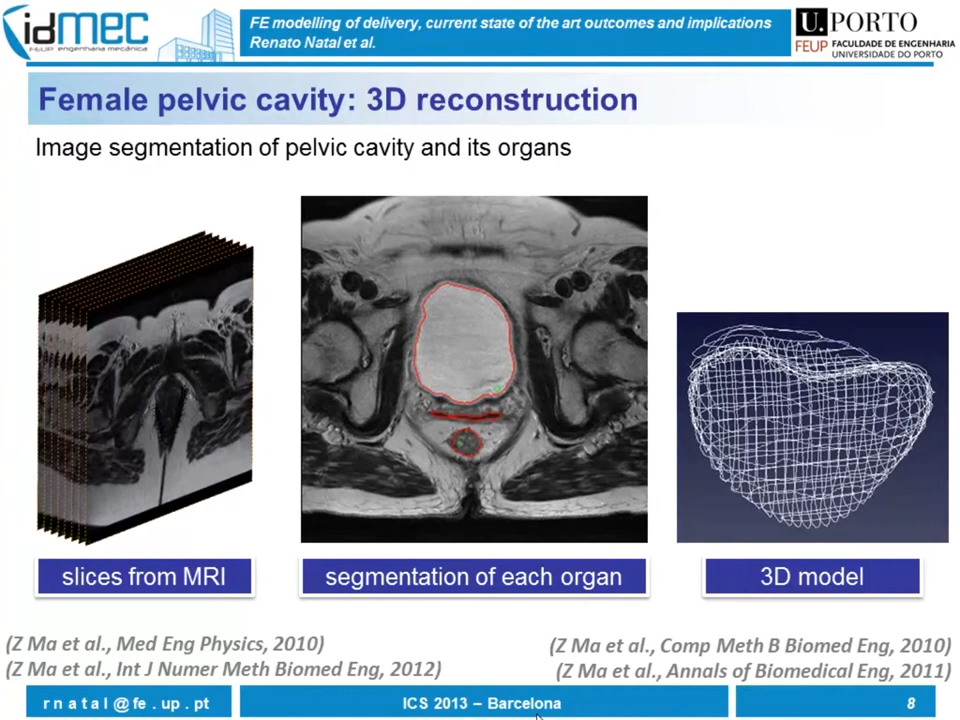 idmec
FEUP engenharia mecânica
FE modelling of delivery, current state of the art outcomes and implications
Renato Natal et al.
U. PORTO
FEUP FACULDADE DE ENGENHARIA
UNIVERSIDADE DO PORTO
Female pelvic cavity: 3D reconstruction
Image segmentation of pelvic cavity and its organs
slices from MRI
segmentation of each organ
3D model
(Z Ma et al., Med Eng Physics, 2010)
(Z Ma et al., Int J Numer Meth Biomed Eng, 2012)
(Z Ma et al., Comp Meth B Biomed Eng, 2010)
(Z Ma et al., Annals of Biomedical Eng, 2011)
r n a t a l @ fe . up . pt
ICS 2013 – Barcelona
8